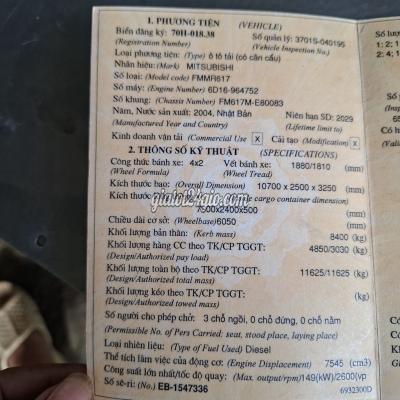 1. PHƯƠNG TIỆN (VEHICLE)
Biển đăng ký: 70H-018.38 Số quản lý: 3701S-040195
(Registration Number) (Vehicle Inspection No.)
Loại phương tiện: (Type) ô tô tải (có cần cẩu)
Nhãn hiệu: (Mark) MITSUBISHI
Số loại: (Model code) FMMR617
Số máy: (Engine Number) 6D16-964752
Số khung: (Chassis Number) FM617M-E80083
Năm, Nước sản xuất: 2004, Nhật Bản Niên hạn SD: 2029
(Manufactured Year and Country) (Lifetime limit to)
Kinh doanh vận tải (Commercial Use) X Cải tạo (Modification) X
2. THÔNG SỐ KỸ THUẬT (SPECIFICATIONS)
Công thức bánh xe: 4x2 Vết bánh xe: 1880/1810 (mm)
(Wheel Formula) (Wheel Tread)
Kích thước bao: (Overall Dimension) 10700 x 2500 x 3250 (mm)
Kích thước cargo container dimension)
giaioto24aio.com
7500x2400x500 (mm)
Chiều dài cơ sở: (Wheelbase) 6050 (mm)
Khối lượng bản thân: (Kerb mass) 8400 (kg)
Khối lượng hàng CC theo TK/CP TGGT: 4850/3030 (kg)
(Design/Authorized pay load)
Khối lượng toàn bộ theo TK/CP TGGT: 11625/11625 (kg)
(Design/Authorized total mass)
Khối lượng kéo theo TK/CP TGGT: (kg)
(Design/Authorized towed mass)
Số người cho phép chở: 3 chỗ ngồi, 0 chỗ đứng, 0 chỗ nằm
(Permissible No. of Pers Carried: seat, stood place, laying place)
Loại nhiên liệu: (Type of Fuel Used) Diesel
Thể tích làm việc của động cơ: (Engine Displacement) 7545 (cm3)
Công suất lớn nhất/tốc độ quay: (Max. output/rpm) 149(kW)/2600(vp
Số sê-ri: (No.) EB-1547336 6932300D